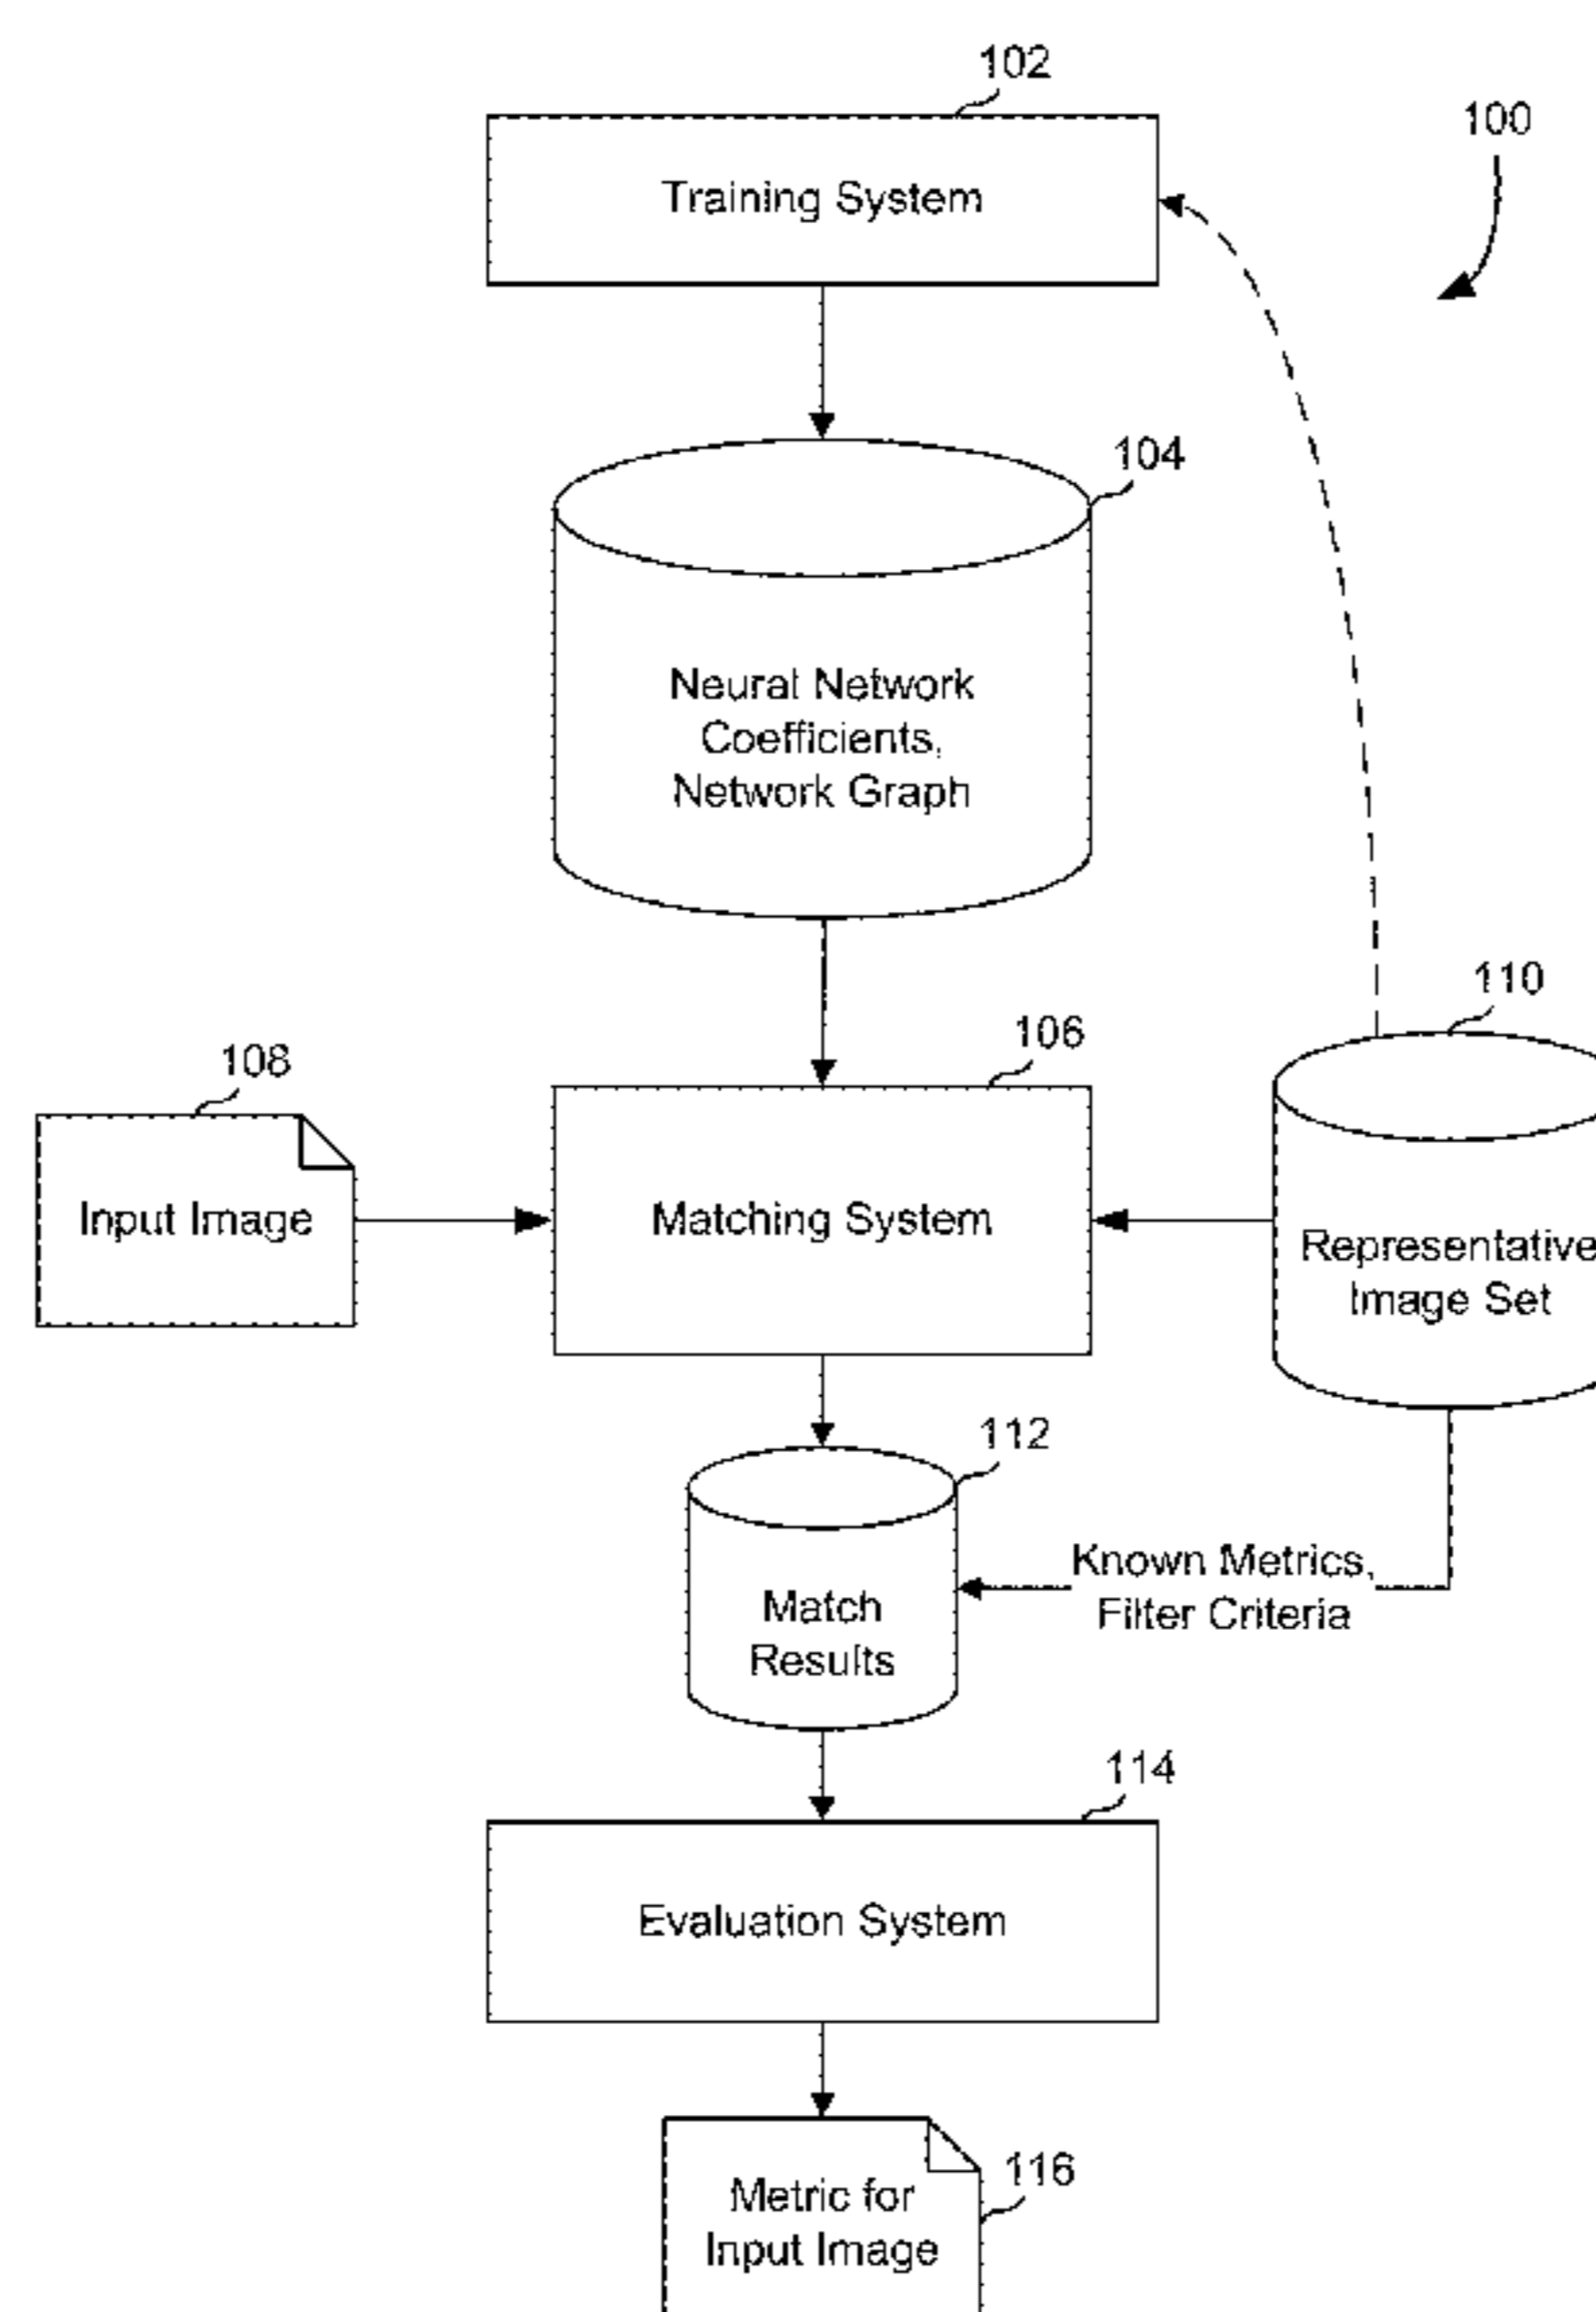 102
100
Training System
104
Neural Network
Coefficients,
Network Graph
110
106
108
Input Image
Matching System
Representative
Image Set
112
Known Metrics,
Filter Criteria
Match
Results
114
Evaluation System
116
Metric for
Input Image